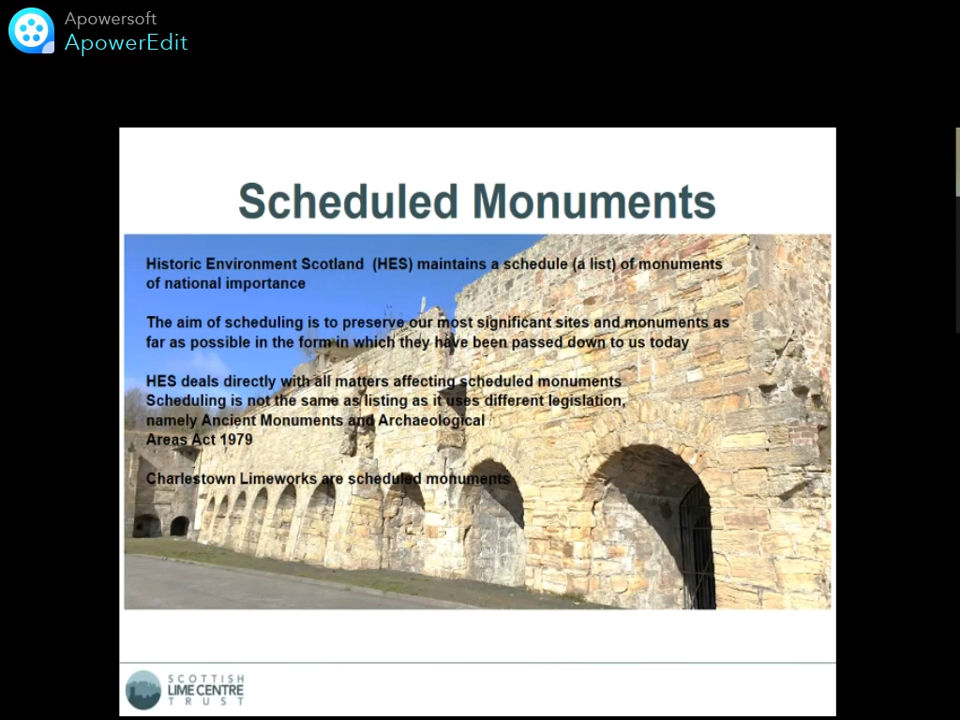 Apowersoft
ApowerEdit
Scheduled Monuments
Historic Environment Scotland (HES) maintains a schedule (a list) of monuments
of national importance
The aim of scheduling is to preserve our most significant sites and monuments as
far as possible in the form in which they have been passed down to us today
HES deals directly with all matters affecting scheduled monuments
Scheduling is not the same as listing as it uses different legislation,
namely Ancient Monuments and Archaeological
Areas Act 1979
Charlestown Limeworks are scheduled monuments
SCOTTISH
LIME CENTRE
TRUST